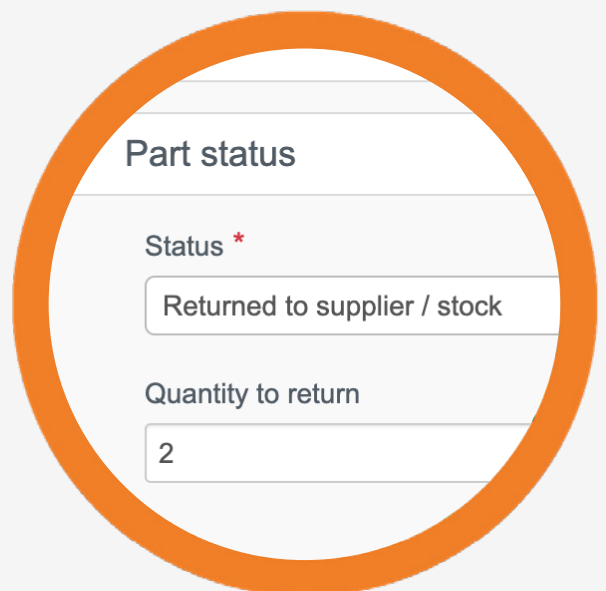 Part status
Status *
Returned to supplier / stock
Quantity to return
2